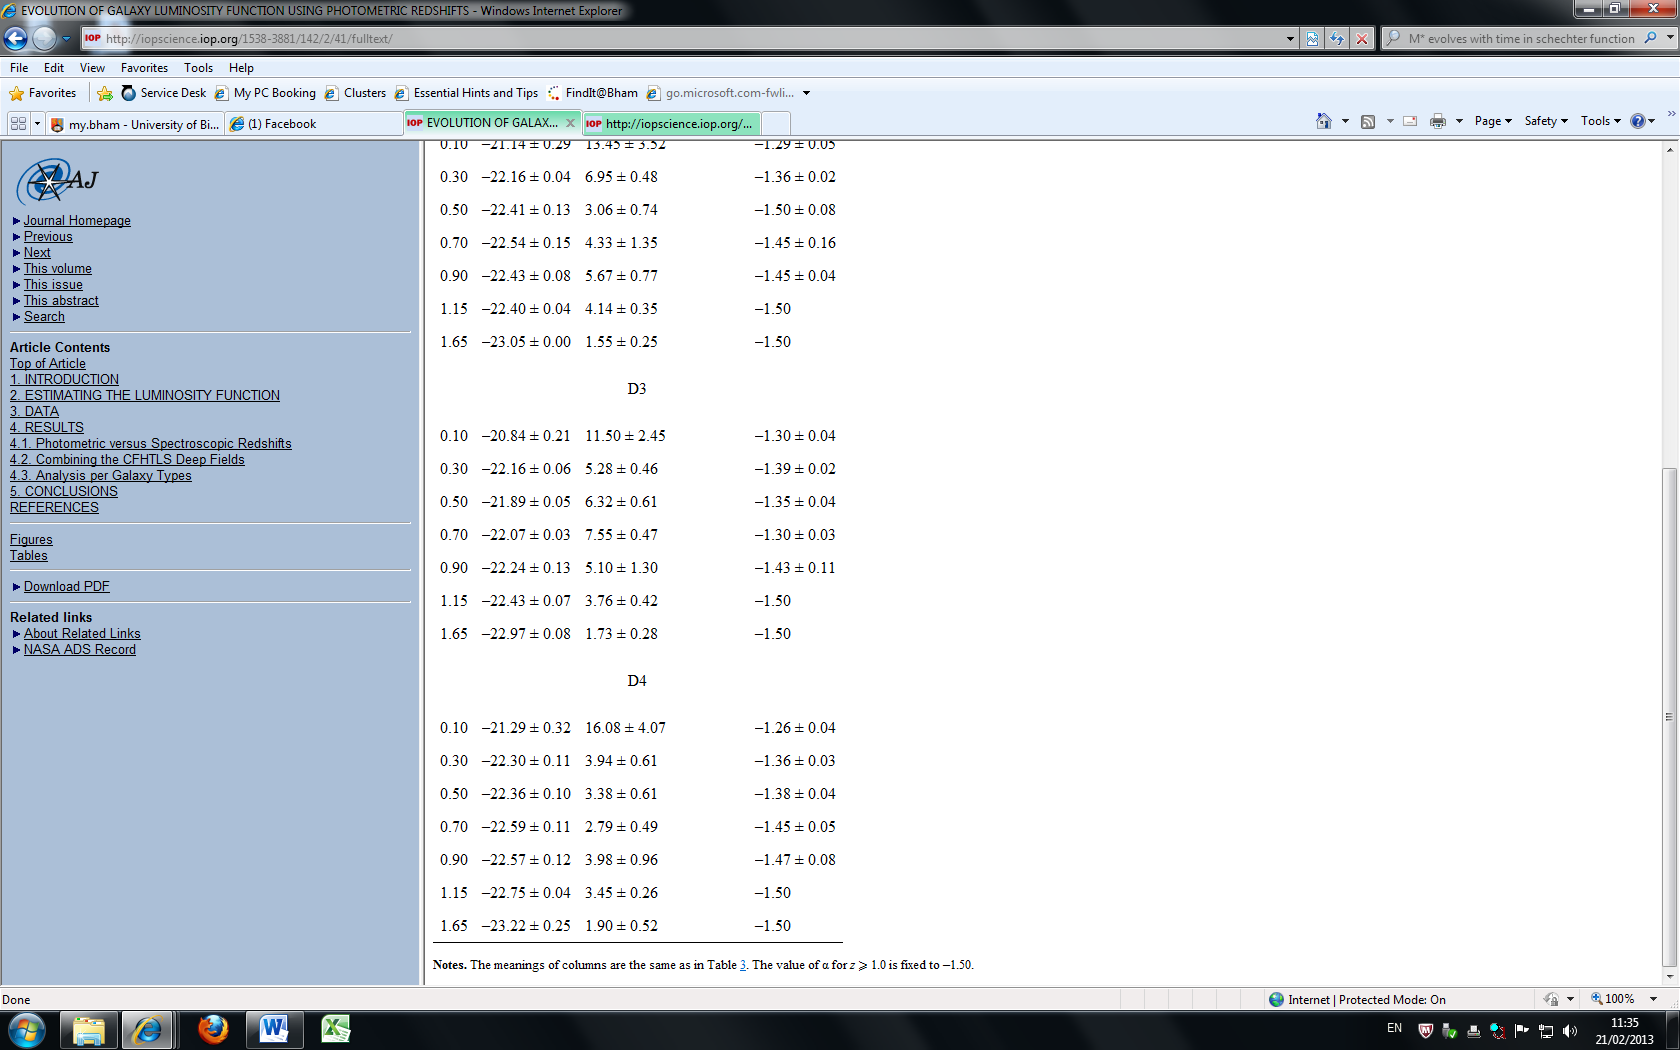 EVOLUTION OF GALAXY LUMINOSITY FUNCTION USING PHOTOMETRIC REDSHIFTS - Windows Internet Explorer
IOP http://iopscience.iop.org/1538-3881/142/2/41/fulltext/ M* evolves with time in schechter function
File Edit View Favorites Tools Help
Favorites Service Desk My PC Booking Clusters Essential Hints and Tips FindIt@Bham go.microsoft.com-fwli...
my.bham - University of Bi... (1) Facebook IOP EVOLUTION OF GALAX... IOP http://iopscience.iop.org/... Page Safety Tools
AJ
Journal Homepage
Previous
Next
This volume
This issue
This abstract
Search
Article Contents
Top of Article
1. INTRODUCTION
2. ESTIMATING THE LUMINOSITY FUNCTION
3. DATA
4. RESULTS
4.1. Photometric versus Spectroscopic Redshifts
4.2. Combining the CFHTLS Deep Fields
4.3. Analysis per Galaxy Types
5. CONCLUSIONS
REFERENCES
Figures
Tables
Download PDF
Related links
About Related Links
NASA ADS Record
0.10 −21.14 ± 0.29 13.45 ± 3.52 −1.29 ± 0.05
0.30 −22.16 ± 0.04 6.95 ± 0.48 −1.36 ± 0.02
0.50 −22.41 ± 0.13 3.06 ± 0.74 −1.50 ± 0.08
0.70 −22.54 ± 0.15 4.33 ± 1.35 −1.45 ± 0.16
0.90 −22.43 ± 0.08 5.67 ± 0.77 −1.45 ± 0.04
1.15 −22.40 ± 0.04 4.14 ± 0.35 −1.50
1.65 −23.05 ± 0.00 1.55 ± 0.25 −1.50
D3
0.10 −20.84 ± 0.21 11.50 ± 2.45 −1.30 ± 0.04
0.30 −22.16 ± 0.06 5.28 ± 0.46 −1.39 ± 0.02
0.50 −21.89 ± 0.05 6.32 ± 0.61 −1.35 ± 0.04
0.70 −22.07 ± 0.03 7.55 ± 0.47 −1.30 ± 0.03
0.90 −22.24 ± 0.13 5.10 ± 1.30 −1.43 ± 0.11
1.15 −22.43 ± 0.07 3.76 ± 0.42 −1.50
1.65 −22.97 ± 0.08 1.73 ± 0.28 −1.50
D4
0.10 −21.29 ± 0.32 16.08 ± 4.07 −1.26 ± 0.04
0.30 −22.30 ± 0.11 3.94 ± 0.61 −1.36 ± 0.03
0.50 −22.36 ± 0.10 3.38 ± 0.61 −1.38 ± 0.04
0.70 −22.59 ± 0.11 2.79 ± 0.49 −1.45 ± 0.05
0.90 −22.57 ± 0.12 3.98 ± 0.96 −1.47 ± 0.08
1.15 −22.75 ± 0.04 3.45 ± 0.26 −1.50
1.65 −23.22 ± 0.25 1.90 ± 0.52 −1.50
Notes. The meanings of columns are the same as in Table 3. The value of α for z ⩾ 1.0 is fixed to −1.50.
Done Internet | Protected Mode: On 100%
EN 11:35
21/02/2013